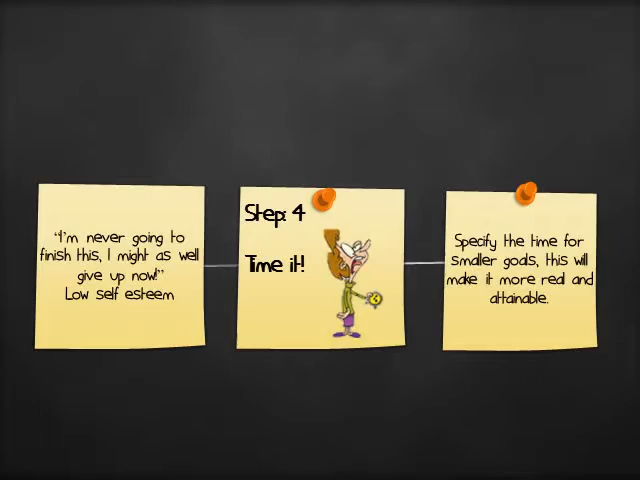 “I’m never going to
finish this, I might as well
give up now!”
Low self esteem
Step: 4
Time it!
Specify the time for
smaller goals, this will
make it more real and
attainable.